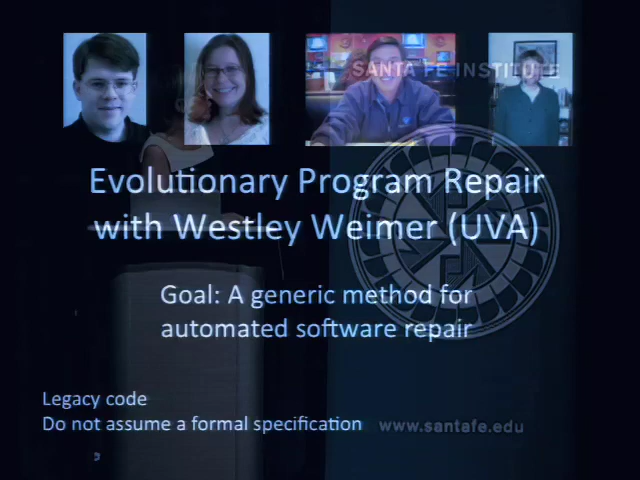 SANTA FE INSTITUTE
Evolutionary Program Repair
with Westley Weimer (UVA)
Goal: A generic method for
automated software repair
Legacy code
Do not assume a formal specification
www.santafe.edu